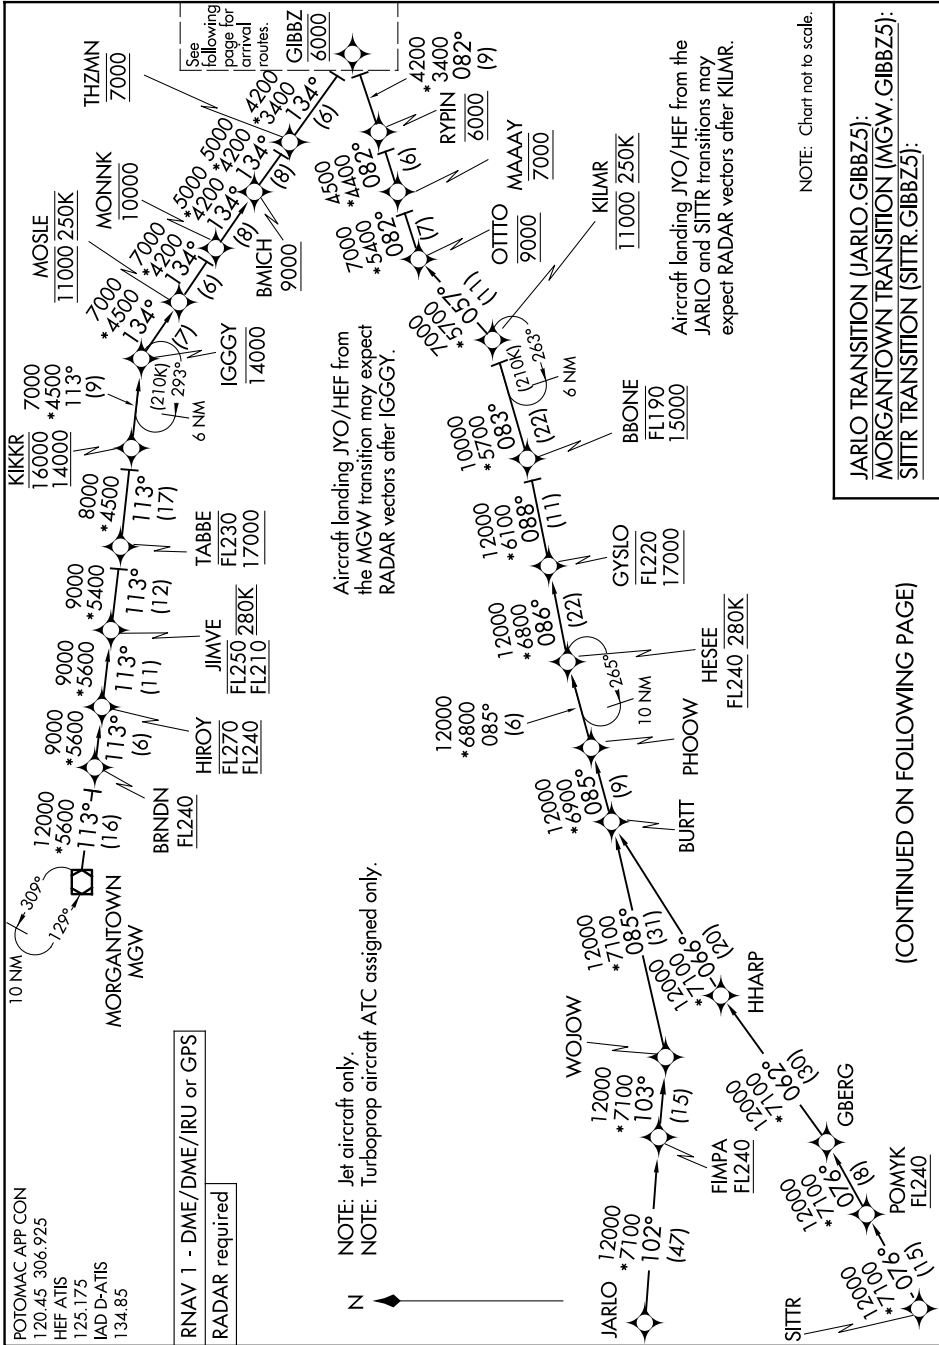 POTOMAC APP CON
120.45 306.925
HEF ATIS
125.175
IAD D-ATIS
134.85
RNAV 1 - DME/DME/IRU or GPS
RADAR required
NOTE: Jet aircraft only.
NOTE: Turboprop aircraft ATC assigned only.
N
10 NM
309°
129°
MORGANTOWN
MGW
12000
*5600
113°
(16)
BRNDN
FL240
9000
*5600
113°
(6)
HIROY
FL270
FL240
9000
*5600
113°
(11)
JIMVE
FL250 280K
FL210
9000
*5400
113°
(12)
TABBE
FL230
17000
8000
*4500
113°
(17)
KIKKR
16000
14000
7000
*4500
113°
(9)
(210K)
293°
6 NM
IGGGY
14000
7000
*4500
134°
(7)
MOSLE
11000 250K
7000
*4200
134°
(6)
MONNK
10000
5000
*4200
134°
(8)
BMICH
9000
5000
*4200
134°
(8)
THZMN
7000
4200
*3400
134°
(6)
See
following
page for
arrival
routes.
GIBBZ
6000
Aircraft landing JYO/HEF from
the MGW transition may expect
RADAR vectors after IGGGY.
JARLO
12000
*7100
102°
(47)
FIMPA
FL240
12000
*7100
103°
(15)
WOJOW
12000
*7100
085°
(31)
SITTR
12000
*7100
076°
(15)
POMYK
FL240
12000
*7100
076°
(8)
GBERG
12000
*7100
062°
(30)
HHARP
12000
*7100
066°
(20)
BURTT
12000
*6900
085°
(9)
PHOOW
12000
*6800
085°
(6)
265°
10 NM
HESEE
FL240 280K
12000
*6800
086°
(22)
GYSLO
FL220
17000
12000
*6100
088°
(11)
BBONE
FL190
15000
10000
*5700
083°
(22)
(210K)
263°
6 NM
KILMR
11000 250K
7000
*5700
057°
(11)
OTTTO
9000
7000
*5400
082°
(7)
MAAAY
7000
4500
*4400
082°
(6)
RYPIN
6000
*4200
3400
082°
(9)
Aircraft landing JYO/HEF from the
JARLO and SITTR transitions may
expect RADAR vectors after KILMR.
NOTE: Chart not to scale.
JARLO TRANSITION (JARLO.GIBBZ5):
MORGANTOWN TRANSITION (MGW.GIBBZ5):
SITTR TRANSITION (SITTR.GIBBZ5):
(CONTINUED ON FOLLOWING PAGE)